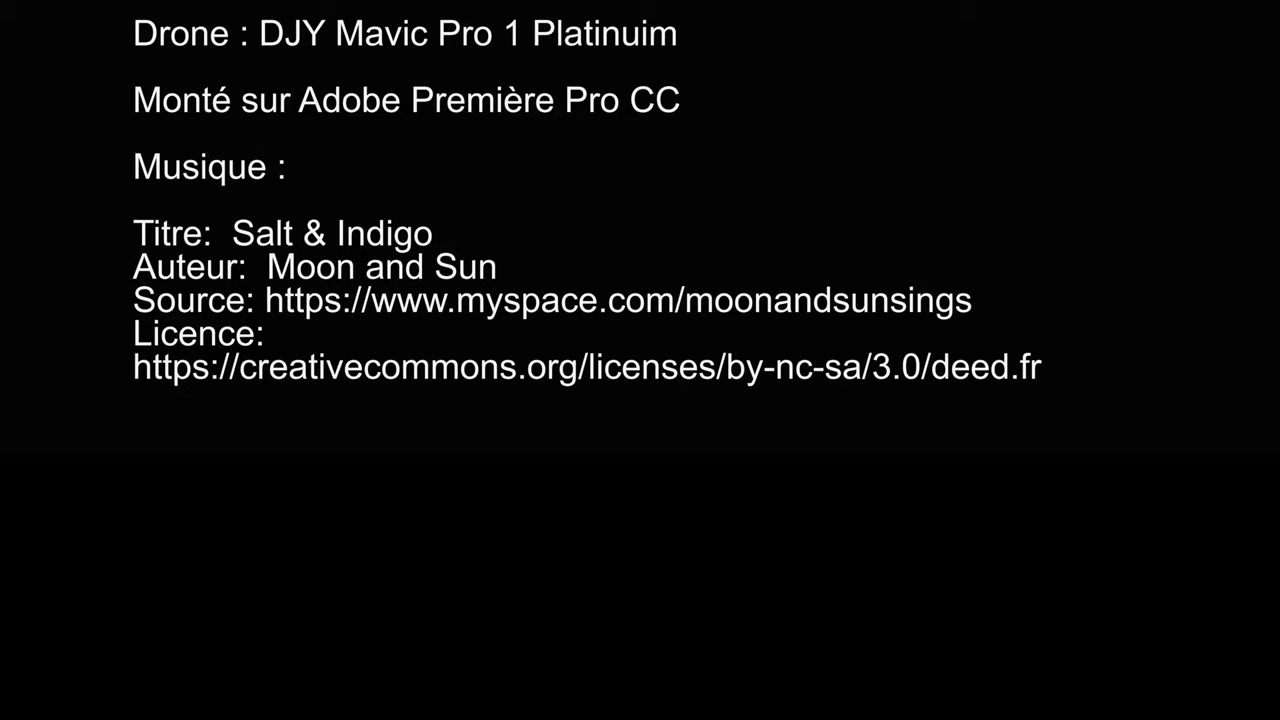 Drone : DJY Mavic Pro 1 Platinuim
Monté sur Adobe Première Pro CC
Musique :
Titre:  Salt & Indigo
Auteur:  Moon and Sun
Source: https://www.myspace.com/moonandsunsings
Licence:
https://creativecommons.org/licenses/by-nc-sa/3.0/deed.fr